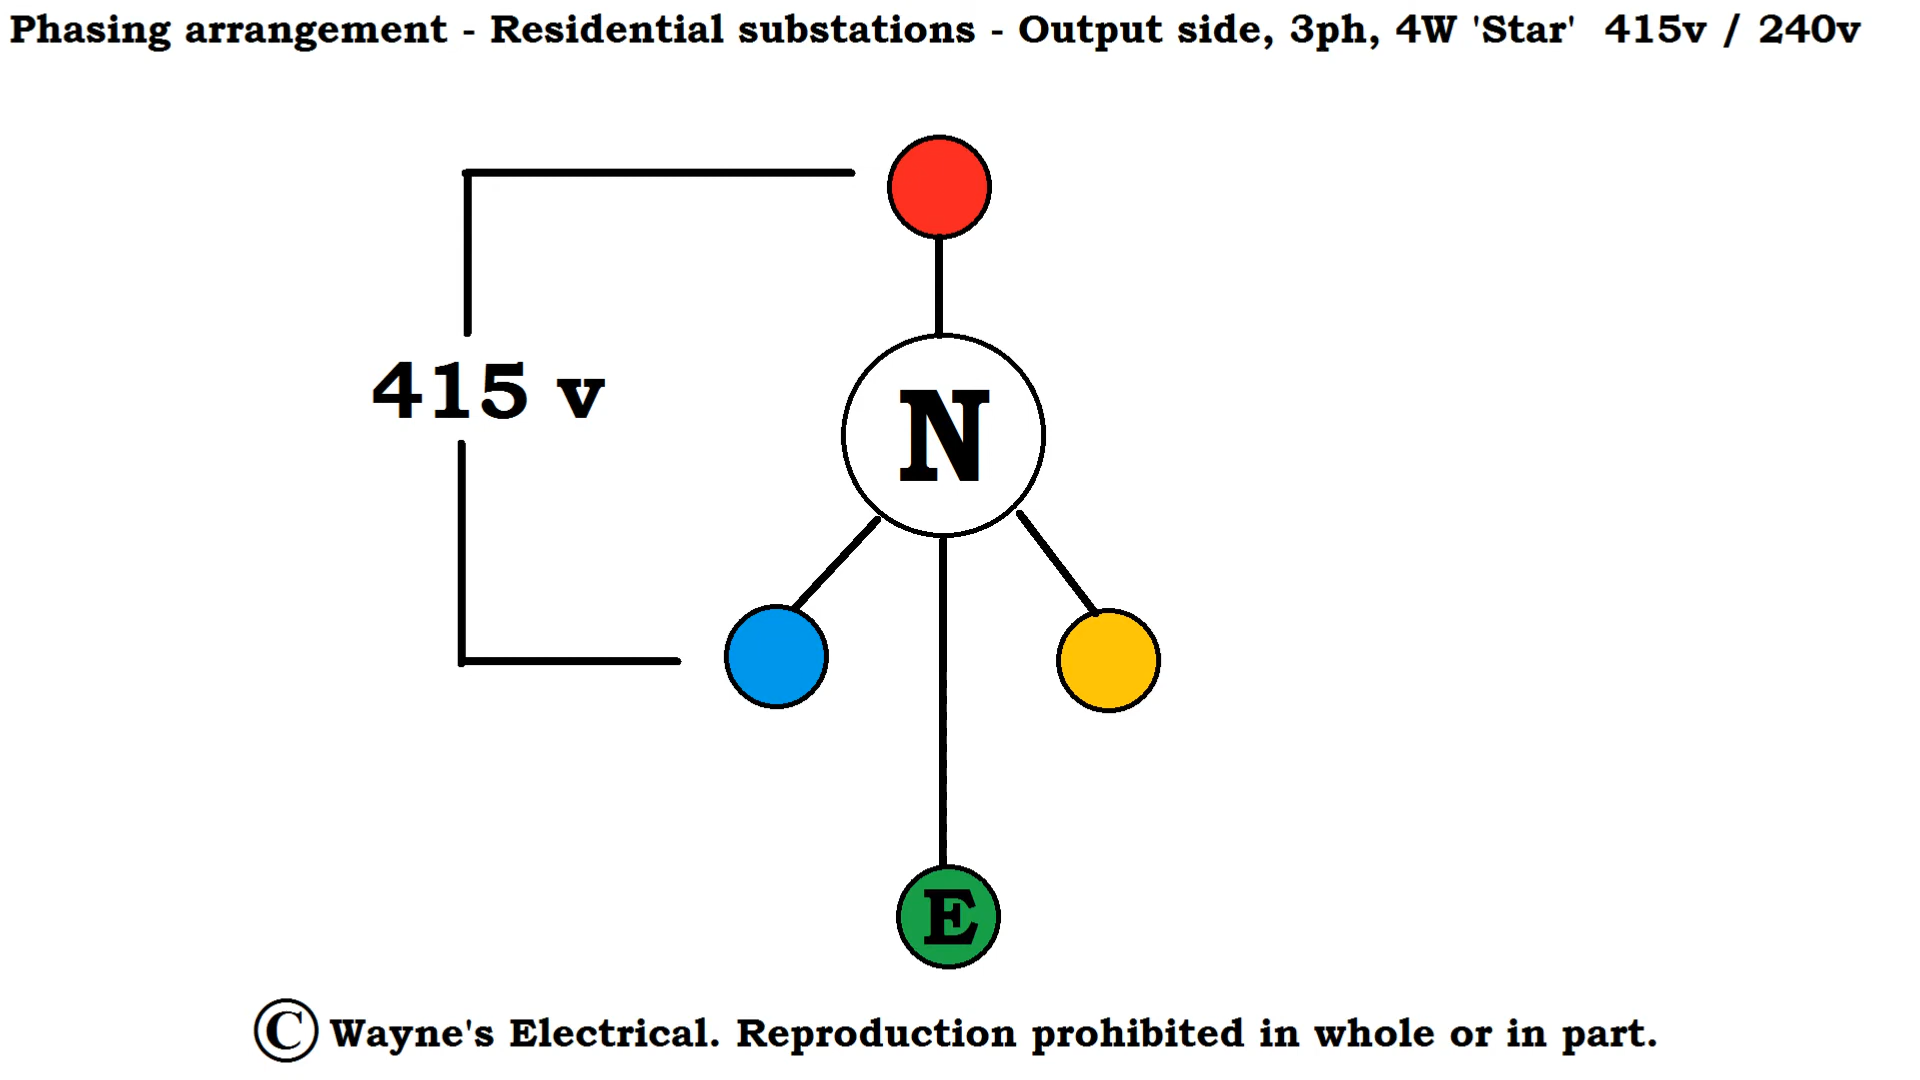 Phasing arrangement - Residential substations - Output side, 3ph, 4W 'Star' 415v / 240v
415 v
N
E
© Wayne's Electrical. Reproduction prohibited in whole or in part.